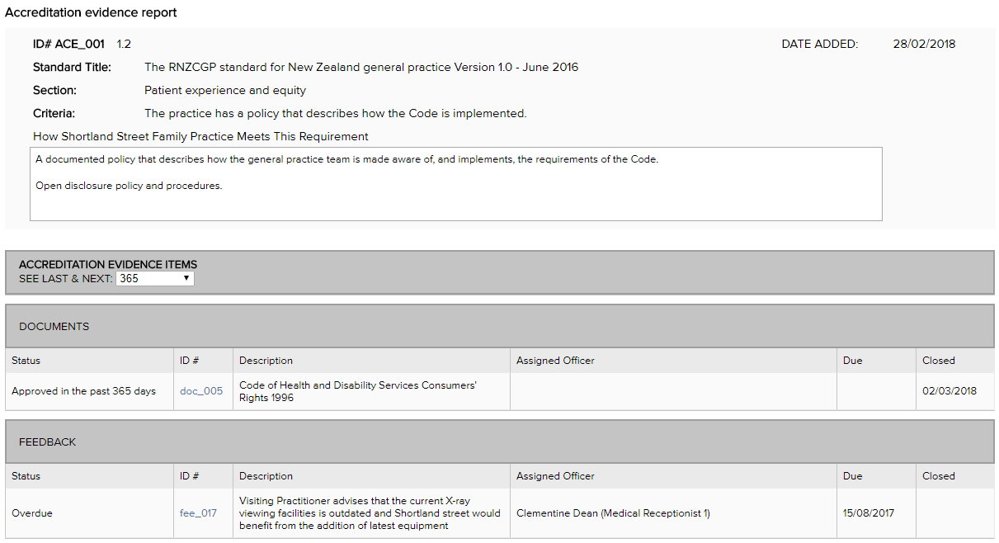 Accreditation evidence report
ID# ACE_001 1.2 DATE ADDED: 28/02/2018
Standard Title: The RNZCGP standard for New Zealand general practice Version 1.0 - June 2016
Section: Patient experience and equity
Criteria: The practice has a policy that describes how the Code is implemented.
How Shortland Street Family Practice Meets This Requirement
A documented policy that describes how the general practice team is made aware of, and implements, the requirements of the Code.
Open disclosure policy and procedures.
ACCREDITATION EVIDENCE ITEMS
SEE LAST & NEXT: 365
DOCUMENTS
Status ID # Description Assigned Officer Due Closed
Approved in the past 365 days doc_005 Code of Health and Disability Services Consumers' 02/03/2018
Rights 1996
FEEDBACK
Status ID # Description Assigned Officer Due Closed
Visiting Practitioner advises that the current X-ray
Overdue fee_017 viewing facilities is outdated and Shortland street would Clementine Dean (Medical Receptionist 1) 15/08/2017
benefit from the addition of latest equipment